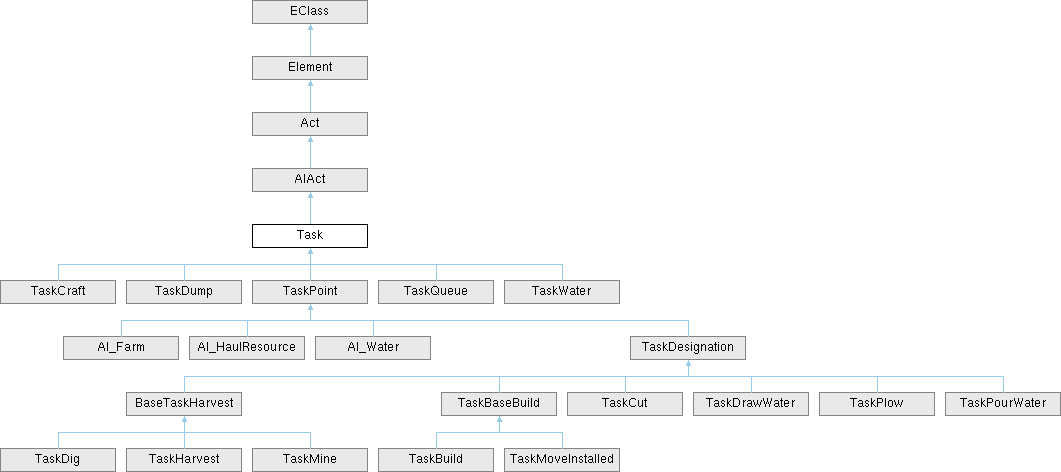 EClass
Element
Act
AIAct
Task
TaskCraft
TaskDump
TaskPoint
TaskQueue
TaskWater
AI_Farm
AI_HaulResource
AI_Water
TaskDesignation
BaseTaskHarvest
TaskBaseBuild
TaskCut
TaskDrawWater
TaskPlow
TaskPourWater
TaskDig
TaskHarvest
TaskMine
TaskBuild
TaskMoveInstalled